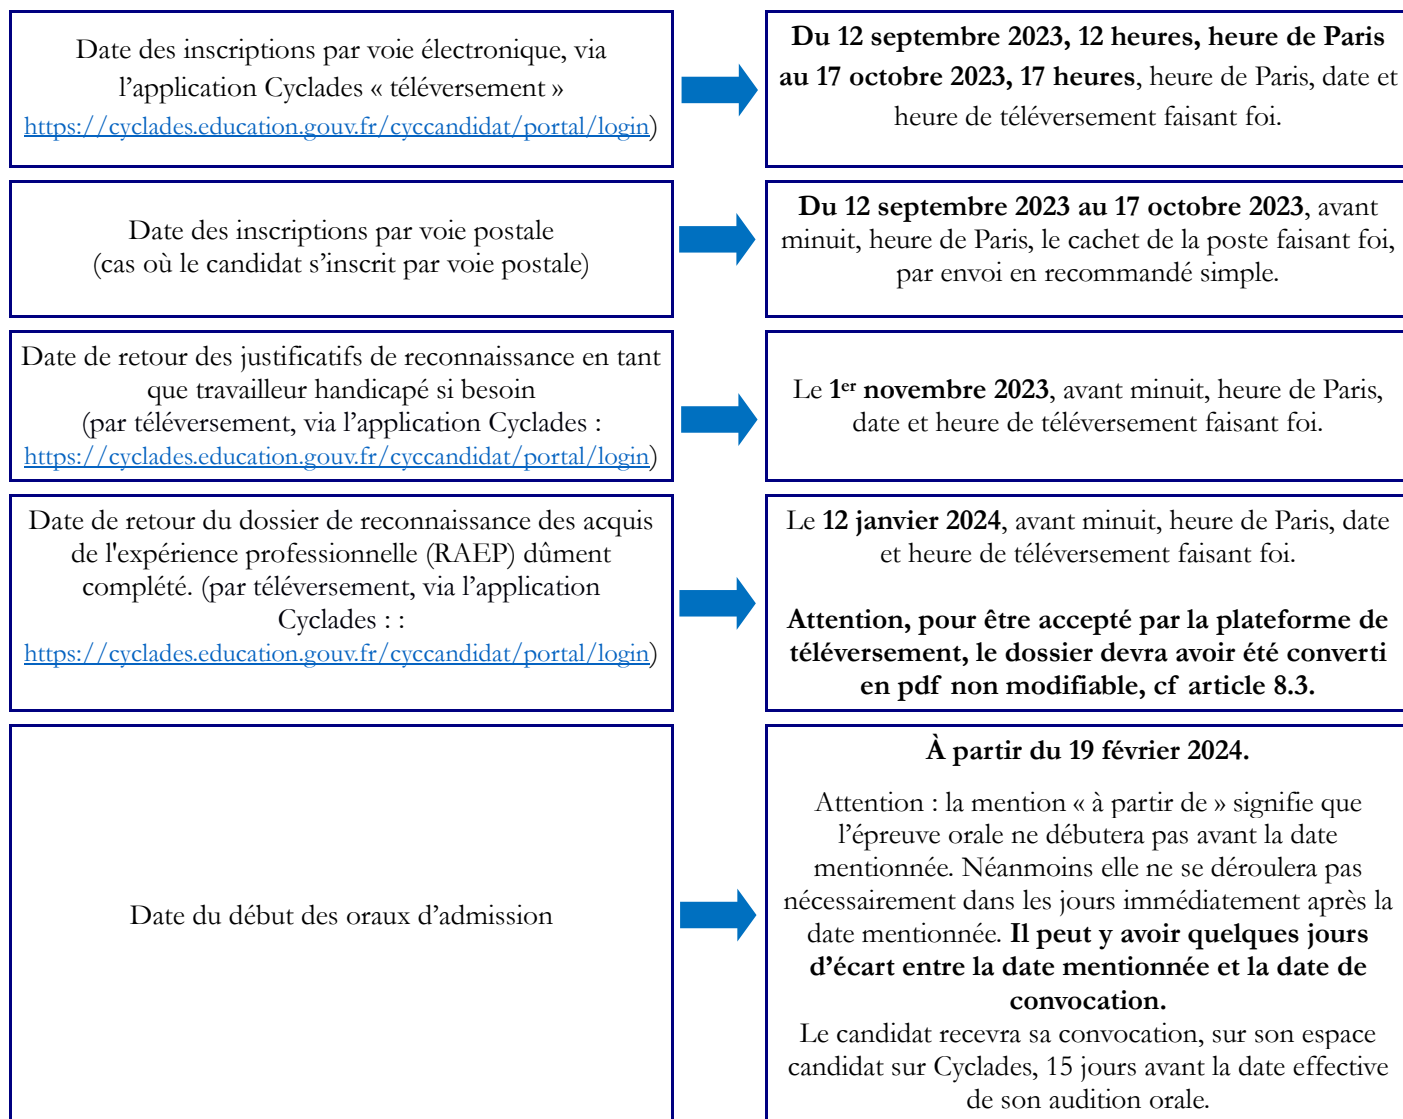 Date des inscriptions par voie électronique, via
l’application Cyclades « téléversement »
https://cyclades.education.gouv.fr/cyccandidat/portal/login)
Du 12 septembre 2023, 12 heures, heure de Paris
au 17 octobre 2023, 17 heures, heure de Paris, date et
heure de téléversement faisant foi.
Date des inscriptions par voie postale
(cas où le candidat s’inscrit par voie postale)
Du 12 septembre 2023 au 17 octobre 2023, avant
minuit, heure de Paris, le cachet de la poste faisant foi,
par envoi en recommandé simple.
Date de retour des justificatifs de reconnaissance en tant
que travailleur handicapé si besoin
(par téléversement, via l’application Cyclades :
https://cyclades.education.gouv.fr/cyccandidat/portal/login)
Le 1er novembre 2023, avant minuit, heure de Paris,
date et heure de téléversement faisant foi.
Date de retour du dossier de reconnaissance des acquis
de l'expérience professionnelle (RAEP) dûment
complété. (par téléversement, via l’application
Cyclades : :
https://cyclades.education.gouv.fr/cyccandidat/portal/login)
Le 12 janvier 2024, avant minuit, heure de Paris, date
et heure de téléversement faisant foi.
Attention, pour être accepté par la plateforme de
téléversement, le dossier devra avoir été converti
en pdf non modifiable, cf article 8.3.
Date du début des oraux d’admission
À partir du 19 février 2024.
Attention : la mention « à partir de » signifie que
l’épreuve orale ne débutera pas avant la date
mentionnée. Néanmoins elle ne se déroulera pas
nécessairement dans les jours immédiatement après la
date mentionnée. Il peut y avoir quelques jours
d’écart entre la date mentionnée et la date de
convocation.
Le candidat recevra sa convocation, sur son espace
candidat sur Cyclades, 15 jours avant la date effective
de son audition orale.